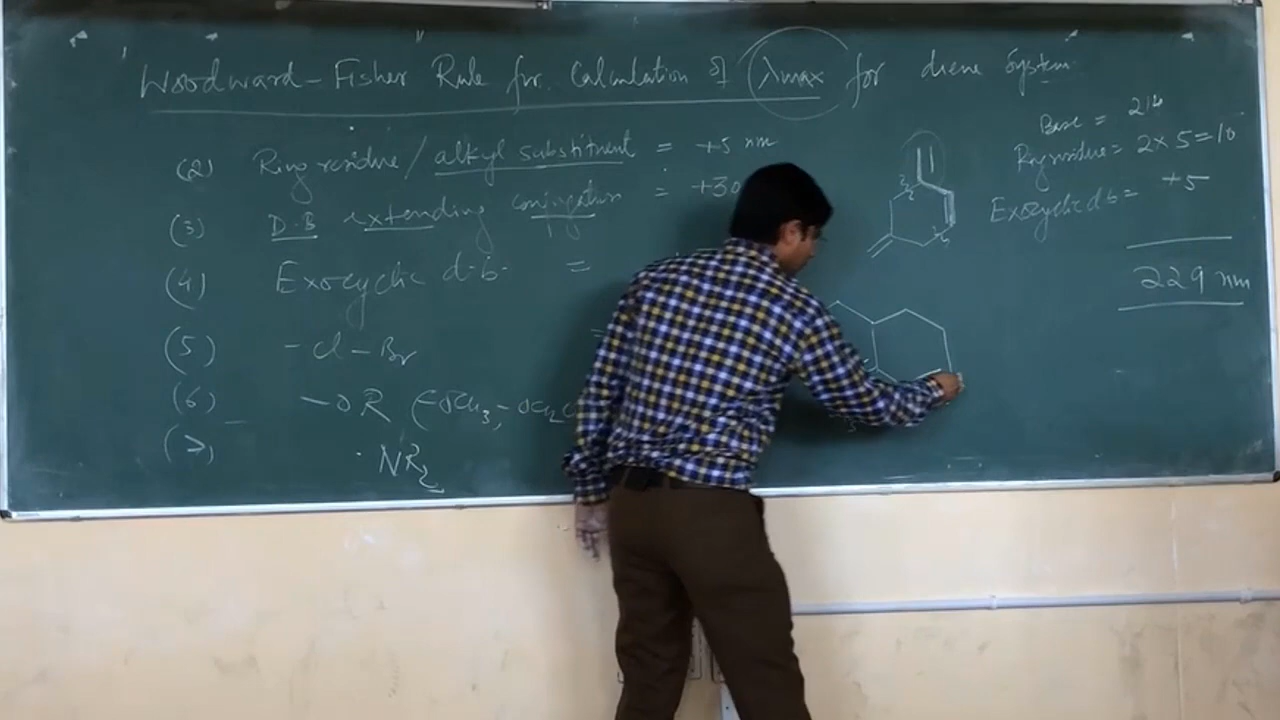 Woodward-Fisher Rule for Calculation of λmax for diene System:
(2) Ring residue / alkyl substituent = +5 nm
(3) D.B extending conjugation = +30
(4) Exocyclic d.b. =
(5) -Cl -Br
(6) -OR (-OCH3, -OCH2C
(7) NR2
Base = 214
Ring residue = 2×5=10
Exocyclic d.b = +5
229 nm